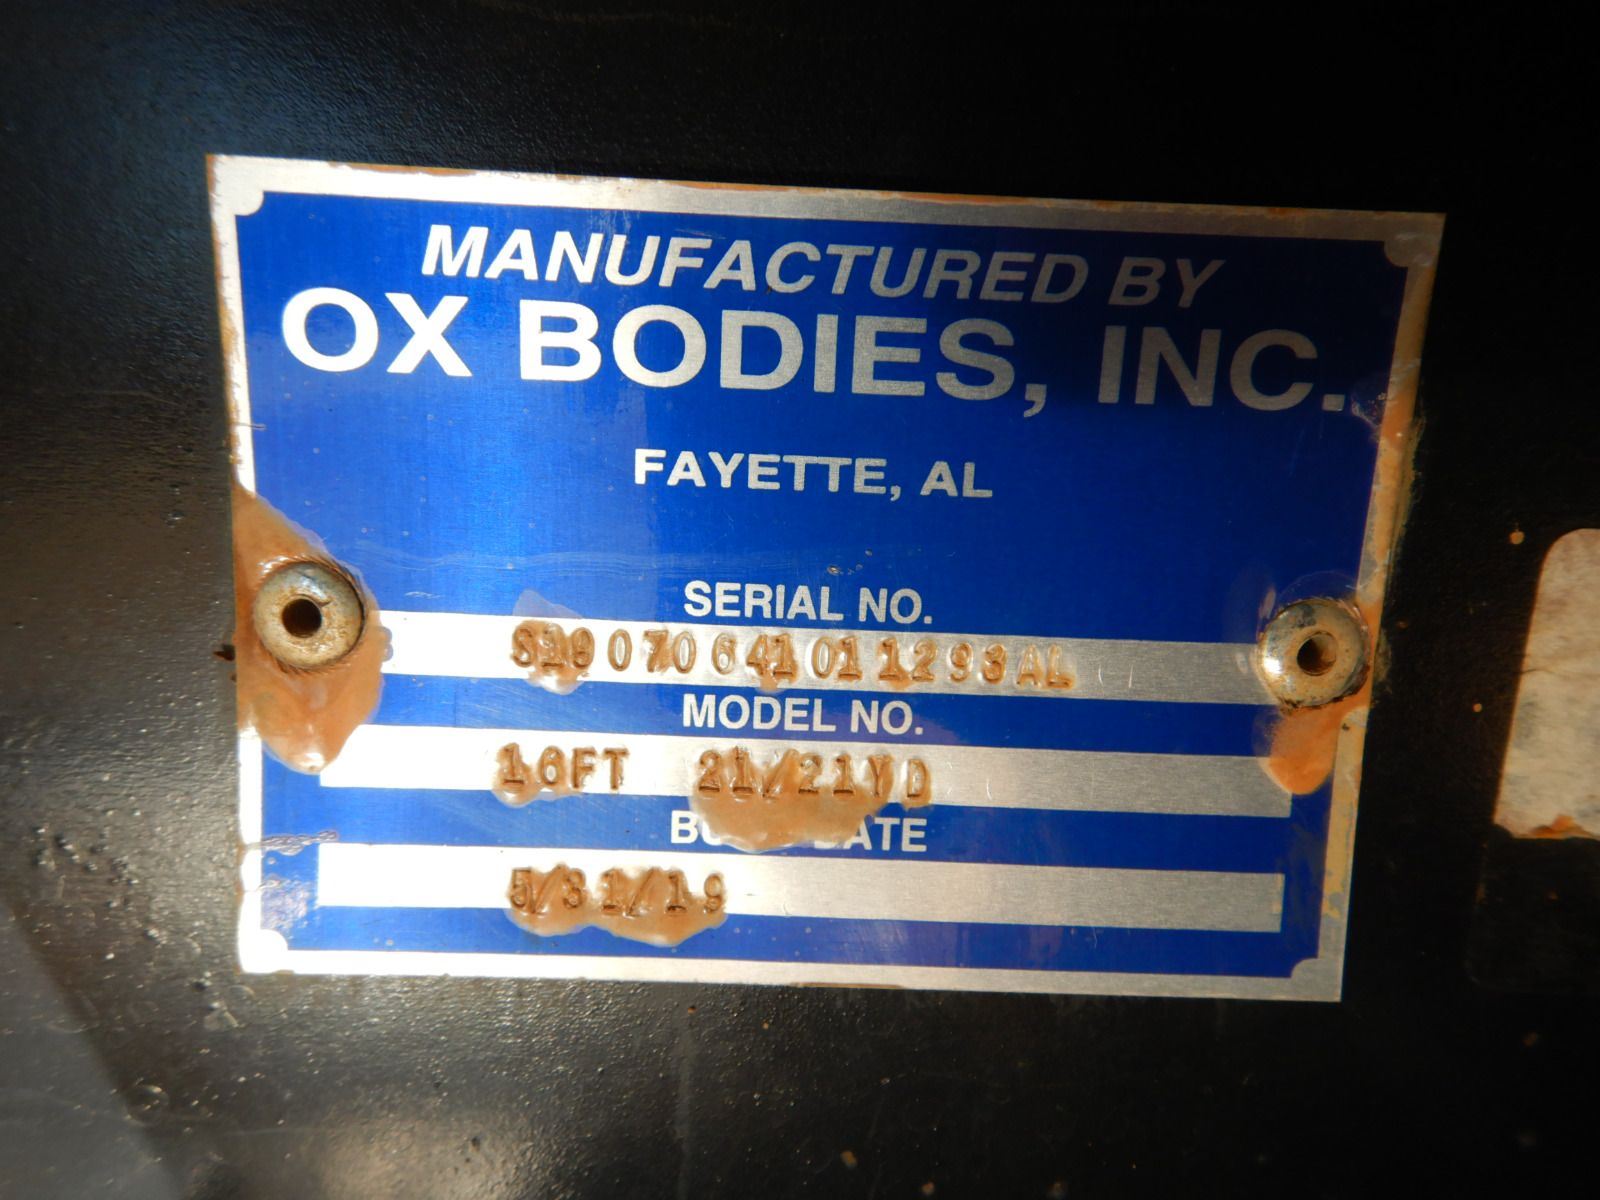 MANUFACTURED BY
OX BODIES, INC.
FAYETTE, AL
SERIAL NO.
S19070641011293AL
MODEL NO.
16FT 21/21YD
5/31/19